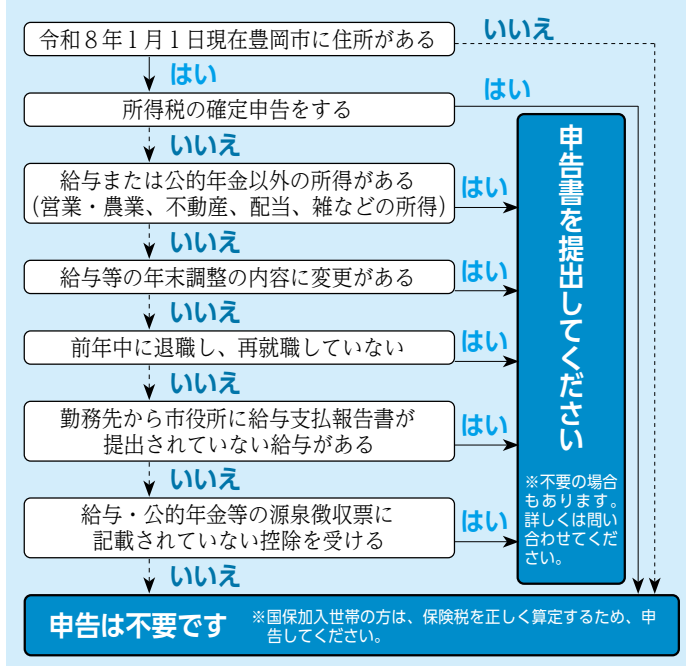 令和８年１月１日現在豊岡市に住所がある
いいえ
はい
所得税の確定申告をする
はい
いいえ
給与または公的年金以外の所得がある
(営業・農業、不動産、配当、雑などの所得)
はい
いいえ
給与等の年末調整の内容に変更がある
はい
いいえ
前年中に退職し、再就職していない
はい
いいえ
勤務先から市役所に給与支払報告書が
提出されていない給与がある
はい
いいえ
給与・公的年金等の源泉徴収票に
記載されていない控除を受ける
はい
いいえ
申告書を提出してください
※不要の場合
もあります。
詳しくは問い
合わせてくだ
さい。
申告は不要です
※国保加入世帯の方は、保険税を正しく算定するため、申
告してください。